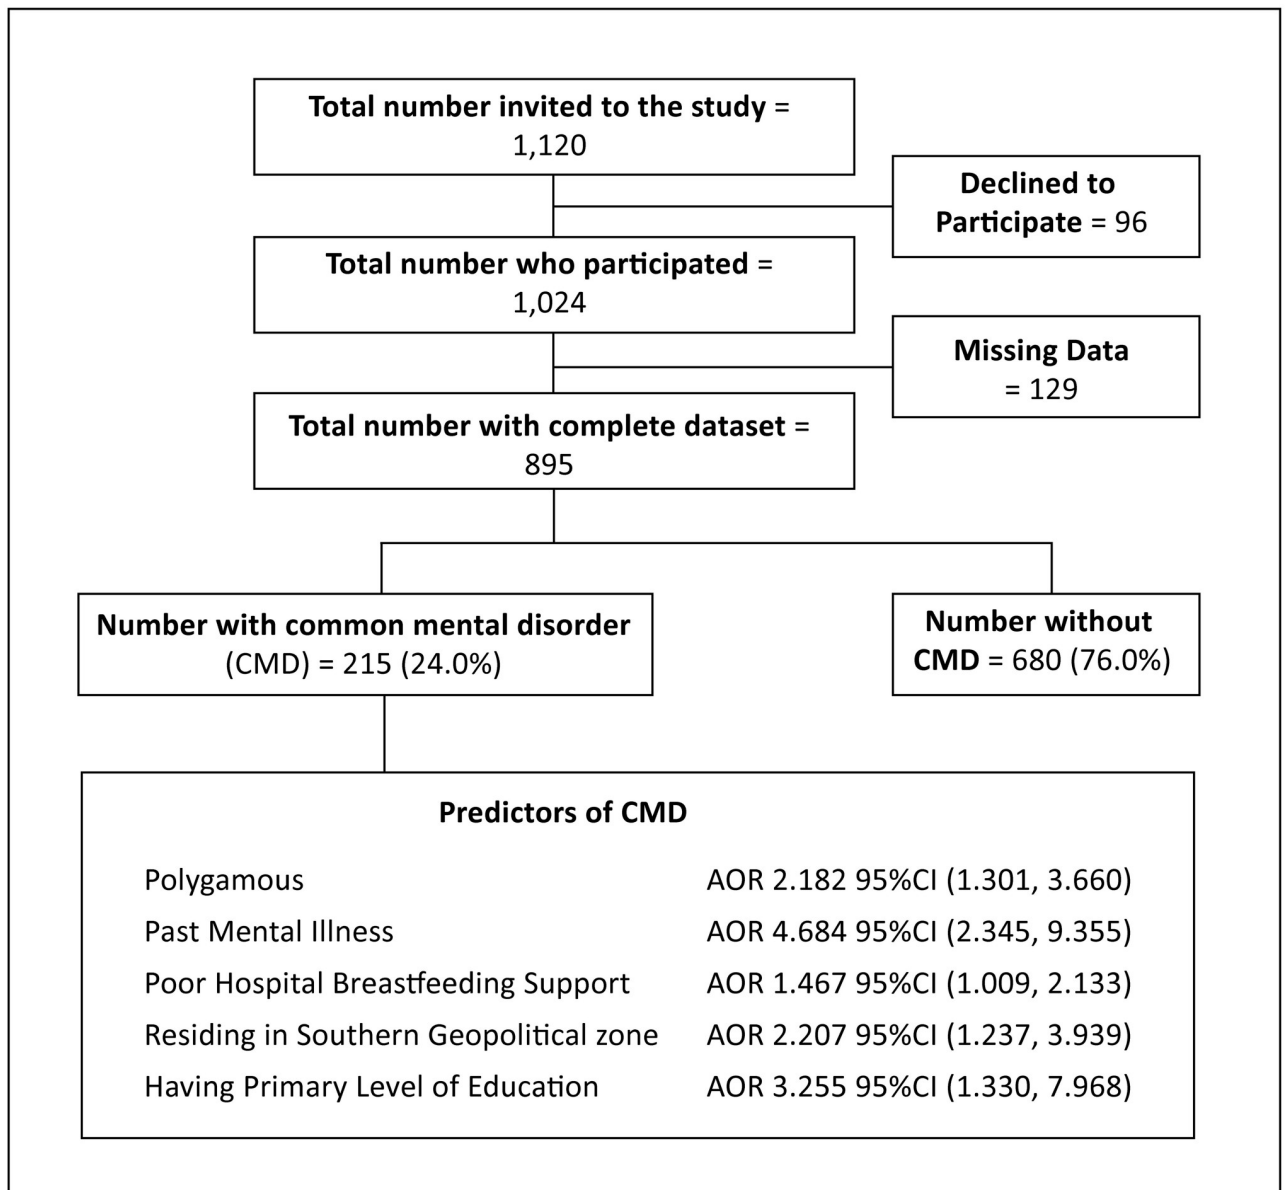 Total number invited to the study =
1,120
Declined to
Participate = 96
Total number who participated =
1,024
Missing Data
= 129
Total number with complete dataset =
895
Number with common mental disorder
(CMD) = 215 (24.0%)
Number without
CMD = 680 (76.0%)
Predictors of CMD
Polygamous AOR 2.182 95%CI (1.301, 3.660)
Past Mental Illness AOR 4.684 95%CI (2.345, 9.355)
Poor Hospital Breastfeeding Support AOR 1.467 95%CI (1.009, 2.133)
Residing in Southern Geopolitical zone AOR 2.207 95%CI (1.237, 3.939)
Having Primary Level of Education AOR 3.255 95%CI (1.330, 7.968)